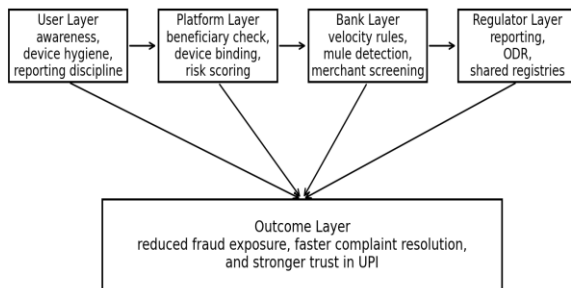 User Layer
awareness,
device hygiene,
reporting discipline
Platform Layer
beneficiary check,
device binding,
risk scoring
Bank Layer
velocity rules,
mule detection,
merchant screening
Regulator Layer
reporting,
ODR,
shared registries
Outcome Layer
reduced fraud exposure, faster complaint resolution,
and stronger trust in UPI